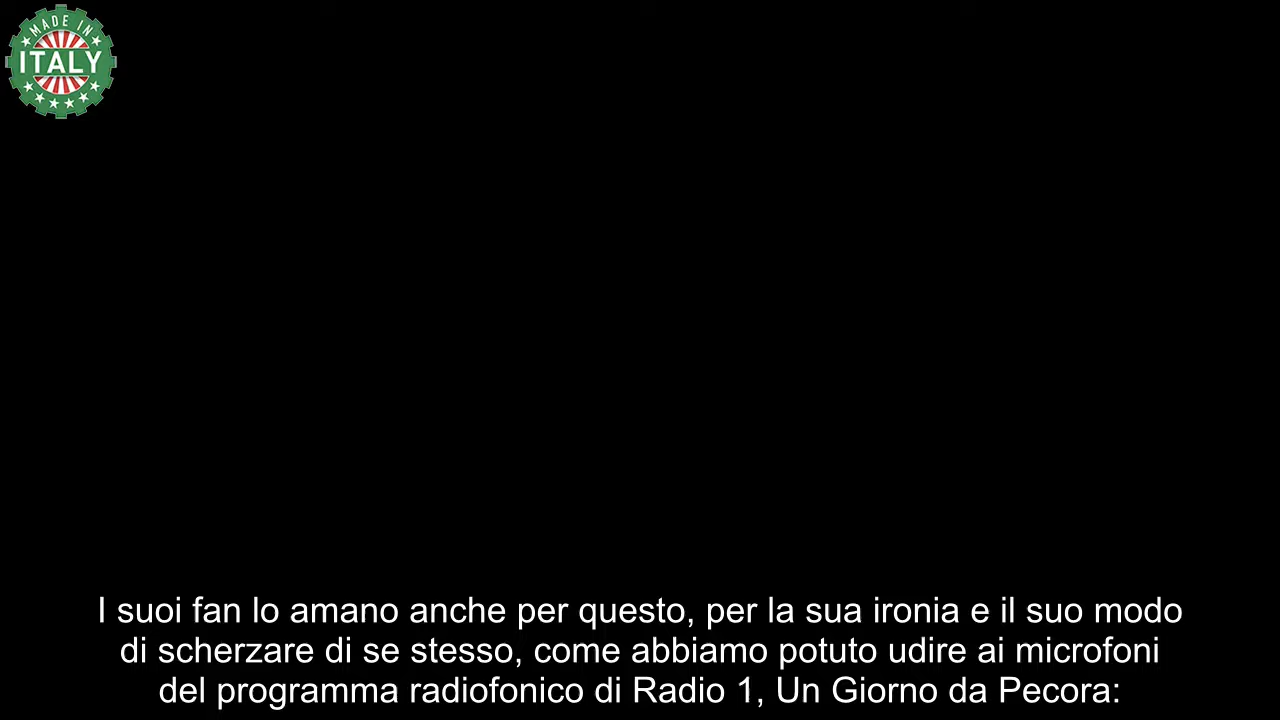 MADE IN
ITALY
I suoi fan lo amano anche per questo, per la sua ironia e il suo modo
di scherzare di se stesso, come abbiamo potuto udire ai microfoni
del programma radiofonico di Radio 1, Un Giorno da Pecora: